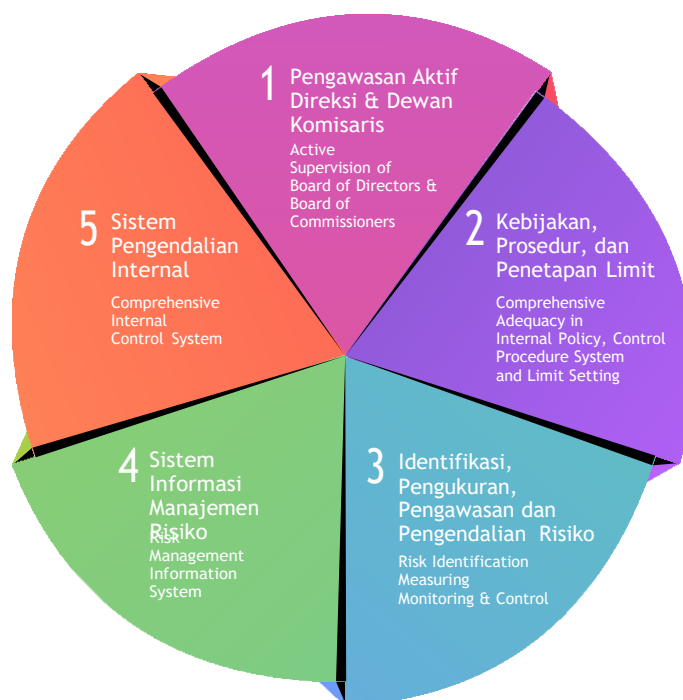 1
Pengawasan Aktif
Direksi & Dewan
Komisaris
Active
Supervision of
Board of Directors &
Board of
Commissioners
2
Kebijakan,
Prosedur, dan
Penetapan Limit
Comprehensive
Adequacy in
Internal Policy, Control
Procedure System
and Limit Setting
3
Identifikasi,
Pengukuran,
Pengawasan dan
Pengendalian Risiko
Risk Identification
Measuring
Monitoring & Control
4
Sistem
Informasi
Manajemen
Risiko
Risk
Management
Information
System
5
Sistem
Pengendalian
Internal
Comprehensive
Internal
Control System